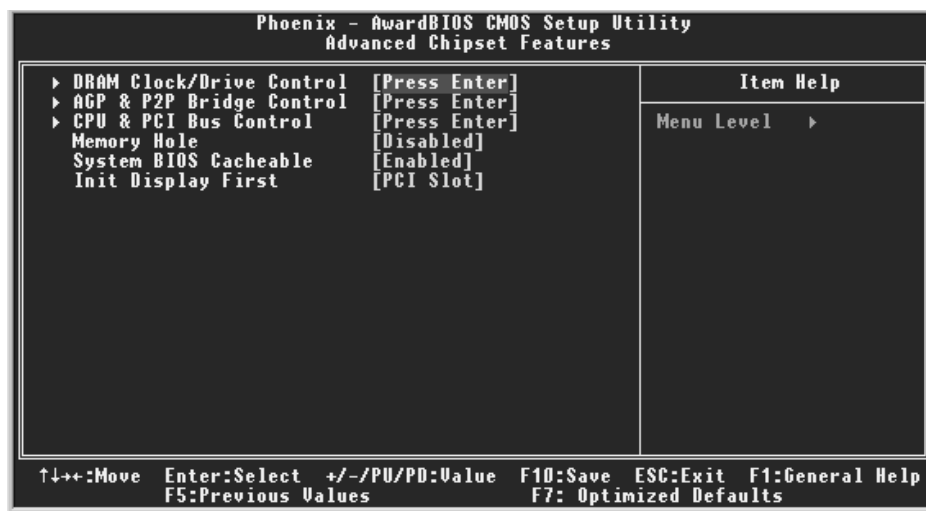 Phoenix - AwardBIOS CMOS Setup Utility
Advanced Chipset Features
▸ DRAM Clock/Drive Control [Press Enter]
▸ AGP & P2P Bridge Control [Press Enter]
▸ CPU & PCI Bus Control [Press Enter]
Memory Hole [Disabled]
System BIOS Cacheable [Enabled]
Init Display First [PCI Slot]
Item Help
Menu Level ▸
↑↓→←:Move Enter:Select +/-/PU/PD:Value F10:Save ESC:Exit F1:General Help
F5:Previous Values F7: Optimized Defaults